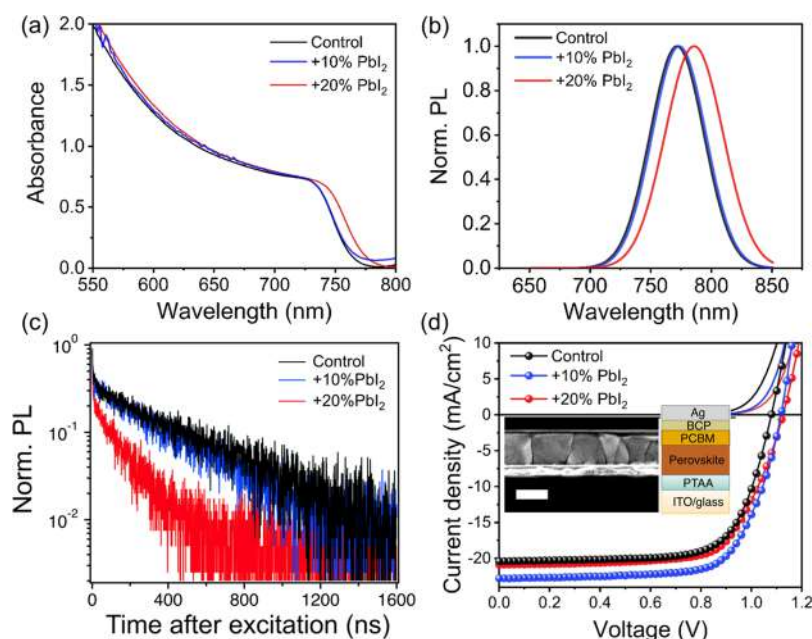 (a)
Control
+10% PbI₂
+20% PbI₂
Absorbance
2.0
1.5
1.0
0.5
0.0
550 600 650 700 750 800
Wavelength (nm)
(b)
Control
+10% PbI₂
+20% PbI₂
Norm. PL
1.0
0.8
0.6
0.4
0.2
0.0
650 700 750 800 850
Wavelength (nm)
(c)
Control
+10%PbI₂
+20%PbI₂
Norm. PL
10⁰
10⁻¹
10⁻²
0 400 800 1200 1600
Time after excitation (ns)
(d)
Control
+10% PbI₂
+20% PbI₂
Current density (mA/cm²)
10
5
0
-5
-10
-15
-20
Ag
BCP
PCBM
Perovskite
PTAA
ITO/glass
0.0 0.2 0.4 0.6 0.8 1.0 1.2
Voltage (V)